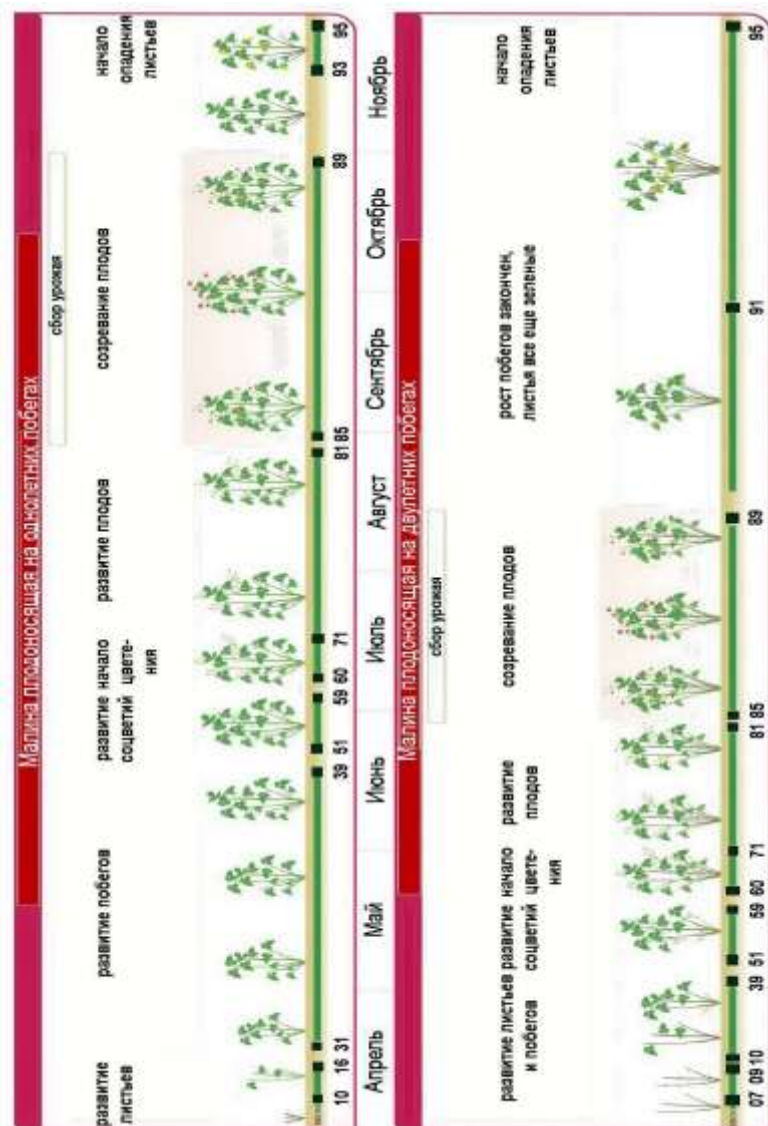 Малина плодоносящая на однолетних побегах
сбор урожая
развитие
листьев
развитие побегов
развитие
соцветий
начало
цвете-
ния
развитие плодов
созревание плодов
начало
опадения
листьев
10 16 31 39 51 59 60 71 81 85 89 93 95
Апрель Май Июнь Июль Август Сентябрь Октябрь Ноябрь
Малина плодоносящая на двулетних побегах
сбор урожая
развитие листьев
и побегов
развитие
соцветий
начало
цвете-
ния
развитие
плодов
созревание плодов
рост побегов закончен,
листья все еще зеленые
начало
опадения
листьев
07 09 10 39 51 59 60 71 81 85 89 91 95